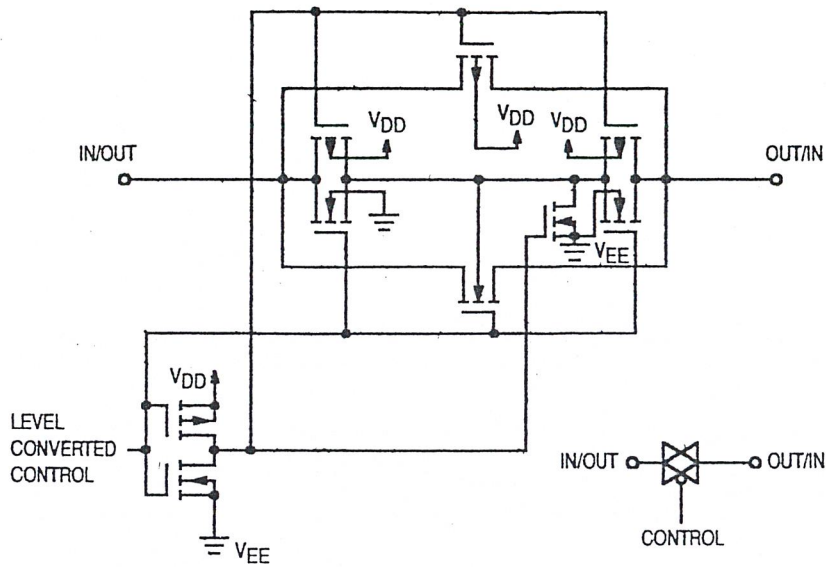 VDD
VDD
VDD
IN/OUT
OUT/IN
VEE
VDD
LEVEL
CONVERTED
CONTROL
VEE
IN/OUT
OUT/IN
CONTROL